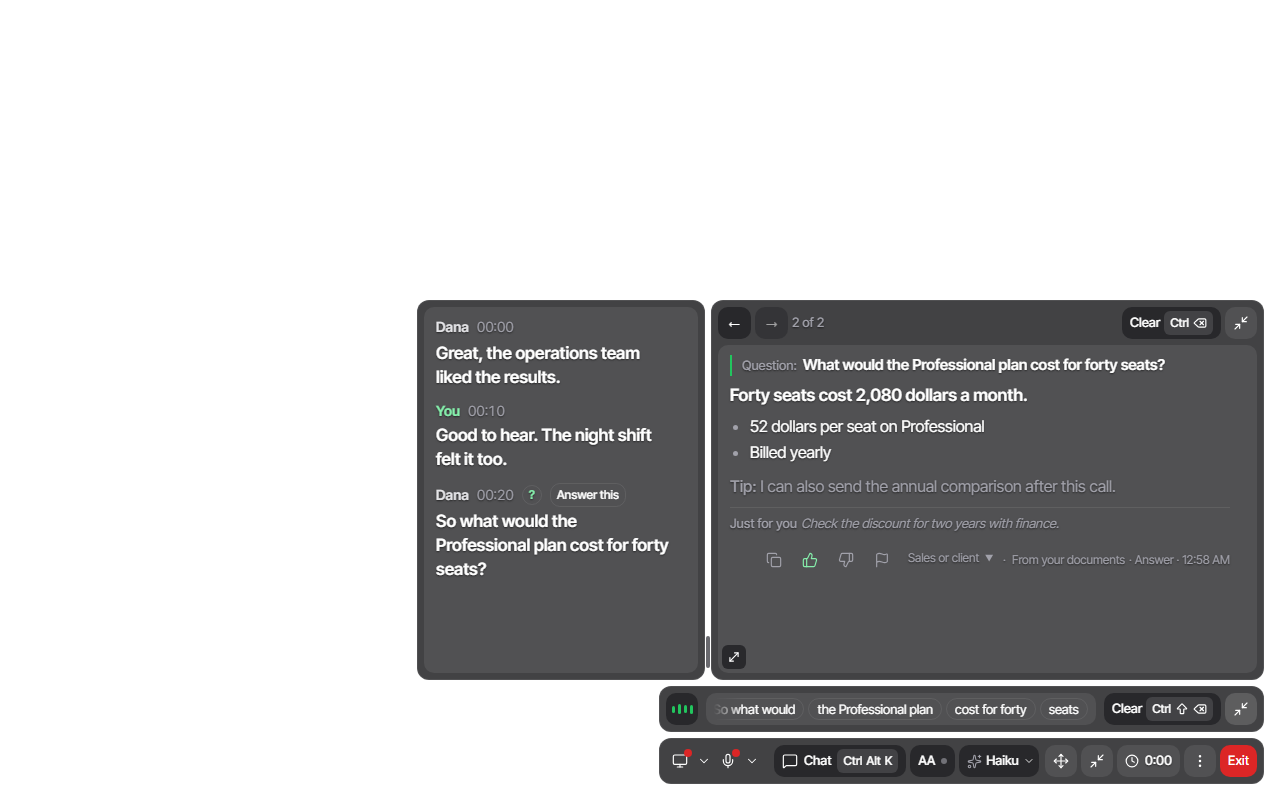 Dana 00:00
Great, the operations team
liked the results.
You 00:10
Good to hear. The night shift
felt it too.
Dana 00:20 ? Answer this
So what would the
Professional plan cost for forty
seats?
← → 2 of 2 Clear Ctrl
Question: What would the Professional plan cost for forty seats?
Forty seats cost 2,080 dollars a month.
• 52 dollars per seat on Professional
• Billed yearly
Tip: I can also send the annual comparison after this call.
Just for you Check the discount for two years with finance.
Sales or client ▼ · From your documents · Answer · 12:58 AM
So what would the Professional plan cost for forty seats Clear Ctrl
Chat Ctrl Alt K AA Haiku 0:00 Exit